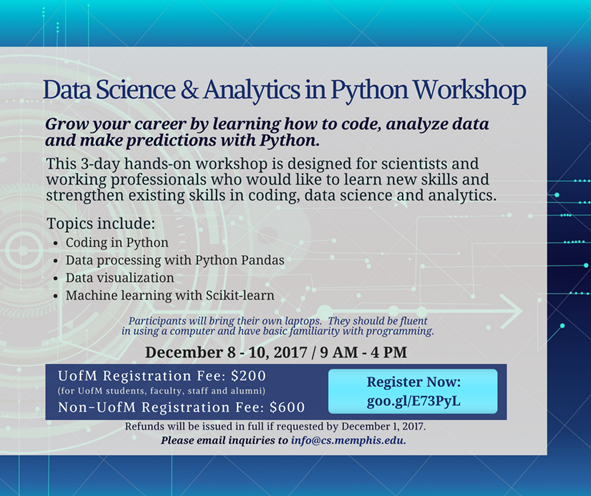 Data Science & Analytics in Python Workshop
Grow your career by learning how to code, analyze data
and make predictions with Python.
This 3-day hands-on workshop is designed for scientists and
working professionals who would like to learn new skills and
strengthen existing skills in coding, data science and analytics.
Topics include:
• Coding in Python
• Data processing with Python Pandas
• Data visualization
• Machine learning with Scikit-learn
Participants will bring their own laptops. They should be fluent
in using a computer and have basic familiarity with programming.
December 8 - 10, 2017 / 9 AM - 4 PM
UofM Registration Fee: $200
(for UofM students, faculty, staff and alumni)
Non-UofM Registration Fee: $600
Register Now:
goo.gl/E73PyL
Refunds will be issued in full if requested by December 1, 2017.
Please email inquiries to info@cs.memphis.edu.